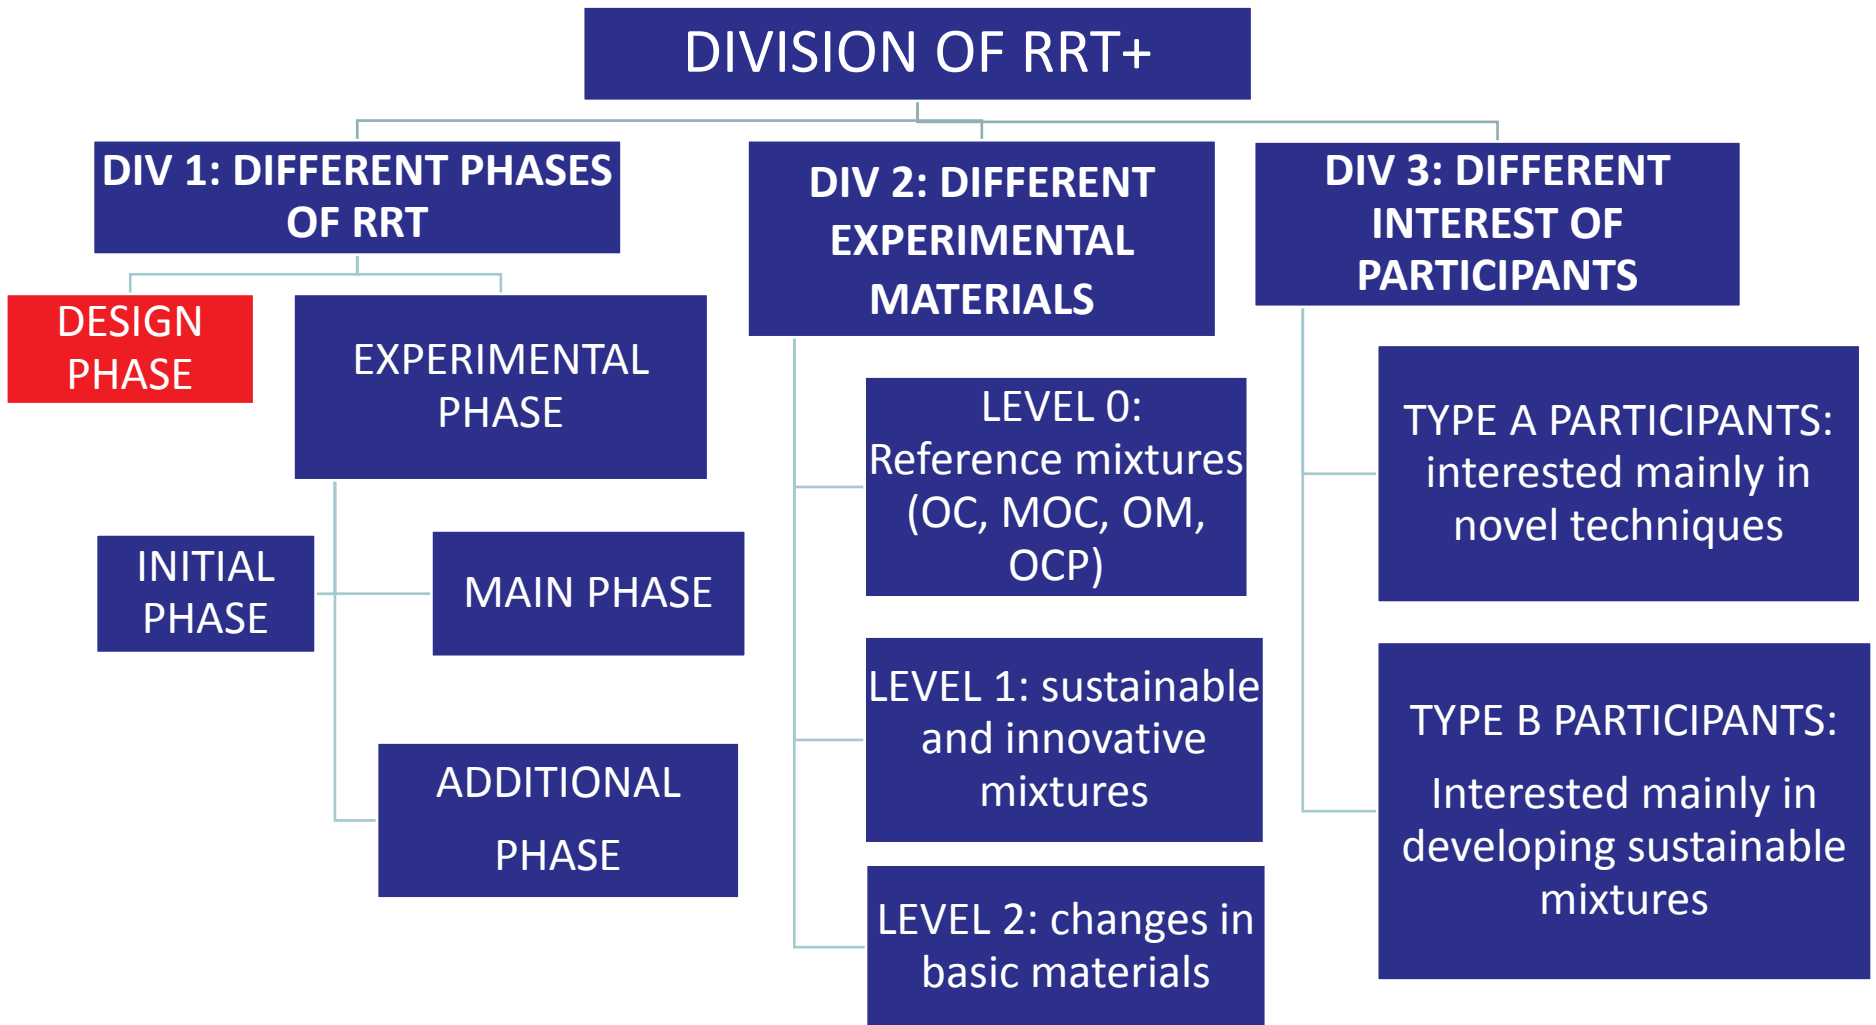 DIVISION OF RRT+
DIV 1: DIFFERENT PHASES
OF RRT
DESIGN
PHASE
EXPERIMENTAL
PHASE
INITIAL
PHASE
MAIN PHASE
ADDITIONAL
PHASE
DIV 2: DIFFERENT
EXPERIMENTAL
MATERIALS
LEVEL 0:
Reference mixtures
(OC, MOC, OM,
OCP)
LEVEL 1: sustainable
and innovative
mixtures
LEVEL 2: changes in
basic materials
DIV 3: DIFFERENT
INTEREST OF
PARTICIPANTS
TYPE A PARTICIPANTS:
interested mainly in
novel techniques
TYPE B PARTICIPANTS:
Interested mainly in
developing sustainable
mixtures